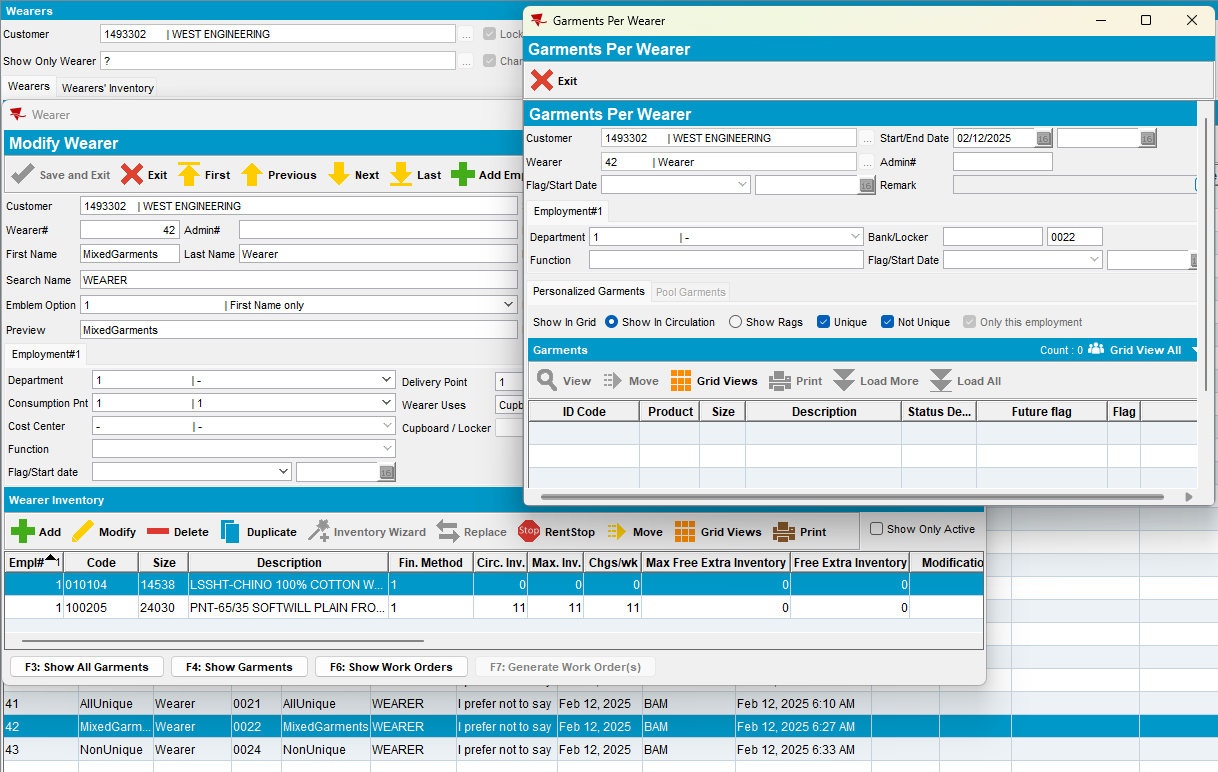 Wearers
Customer 1493302 | WEST ENGINEERING ... Lock
Show Only Wearer ? ... Char
Wearers Wearers' Inventory
Wearer
Modify Wearer
Save and Exit Exit First Previous Next Last Add Emp
Customer 1493302 | WEST ENGINEERING
Wearer# 42 Admin#
First Name MixedGarments Last Name Wearer
Search Name WEARER
Emblem Option 1 | First Name only
Preview MixedGarments
Employment#1
Department 1 | - Delivery Point 1
Consumption Pnt 1 | 1 Wearer Uses Cupb
Cost Center - | - Cupboard / Locker
Function
Flag/Start date 16
Wearer Inventory
Add Modify Delete Duplicate Inventory Wizard Replace Stop RentStop Move Grid Views Print Show Only Active
Empl# 1 Code Size Description Fin. Method Circ. Inv. Max. Inv. Chgs/wk Max Free Extra Inventory Free Extra Inventory Modificatio
1 010104 14538 LSSHT-CHINO 100% COTTON W... 1 0 0 0 0 0
1 100205 24030 PNT-65/35 SOFTWILL PLAIN FRO... 1 11 11 11 0 0
F3: Show All Garments F4: Show Garments F6: Show Work Orders F7: Generate Work Order(s)
41 AllUnique Wearer 0021 AllUnique WEARER I prefer not to say Feb 12, 2025 BAM Feb 12, 2025 6:10 AM
42 MixedGarm... Wearer 0022 MixedGarments WEARER I prefer not to say Feb 12, 2025 BAM Feb 12, 2025 6:27 AM
43 NonUnique Wearer 0024 NonUnique WEARER I prefer not to say Feb 12, 2025 BAM Feb 12, 2025 6:33 AM
Garments Per Wearer
Garments Per Wearer
Exit
Garments Per Wearer
Customer 1493302 | WEST ENGINEERING ... Start/End Date 02/12/2025 16 16
Wearer 42 | Wearer ... Admin#
Flag/Start Date 16 Remark
Employment#1
Department 1 | - Bank/Locker 0022
Function Flag/Start Date
Personalized Garments Pool Garments
Show In Grid Show In Circulation Show Rags Unique Not Unique Only this employment
Garments Count : 0 Grid View All
View Move Grid Views Print Load More Load All
ID Code Product Size Description Status De... Future flag Flag